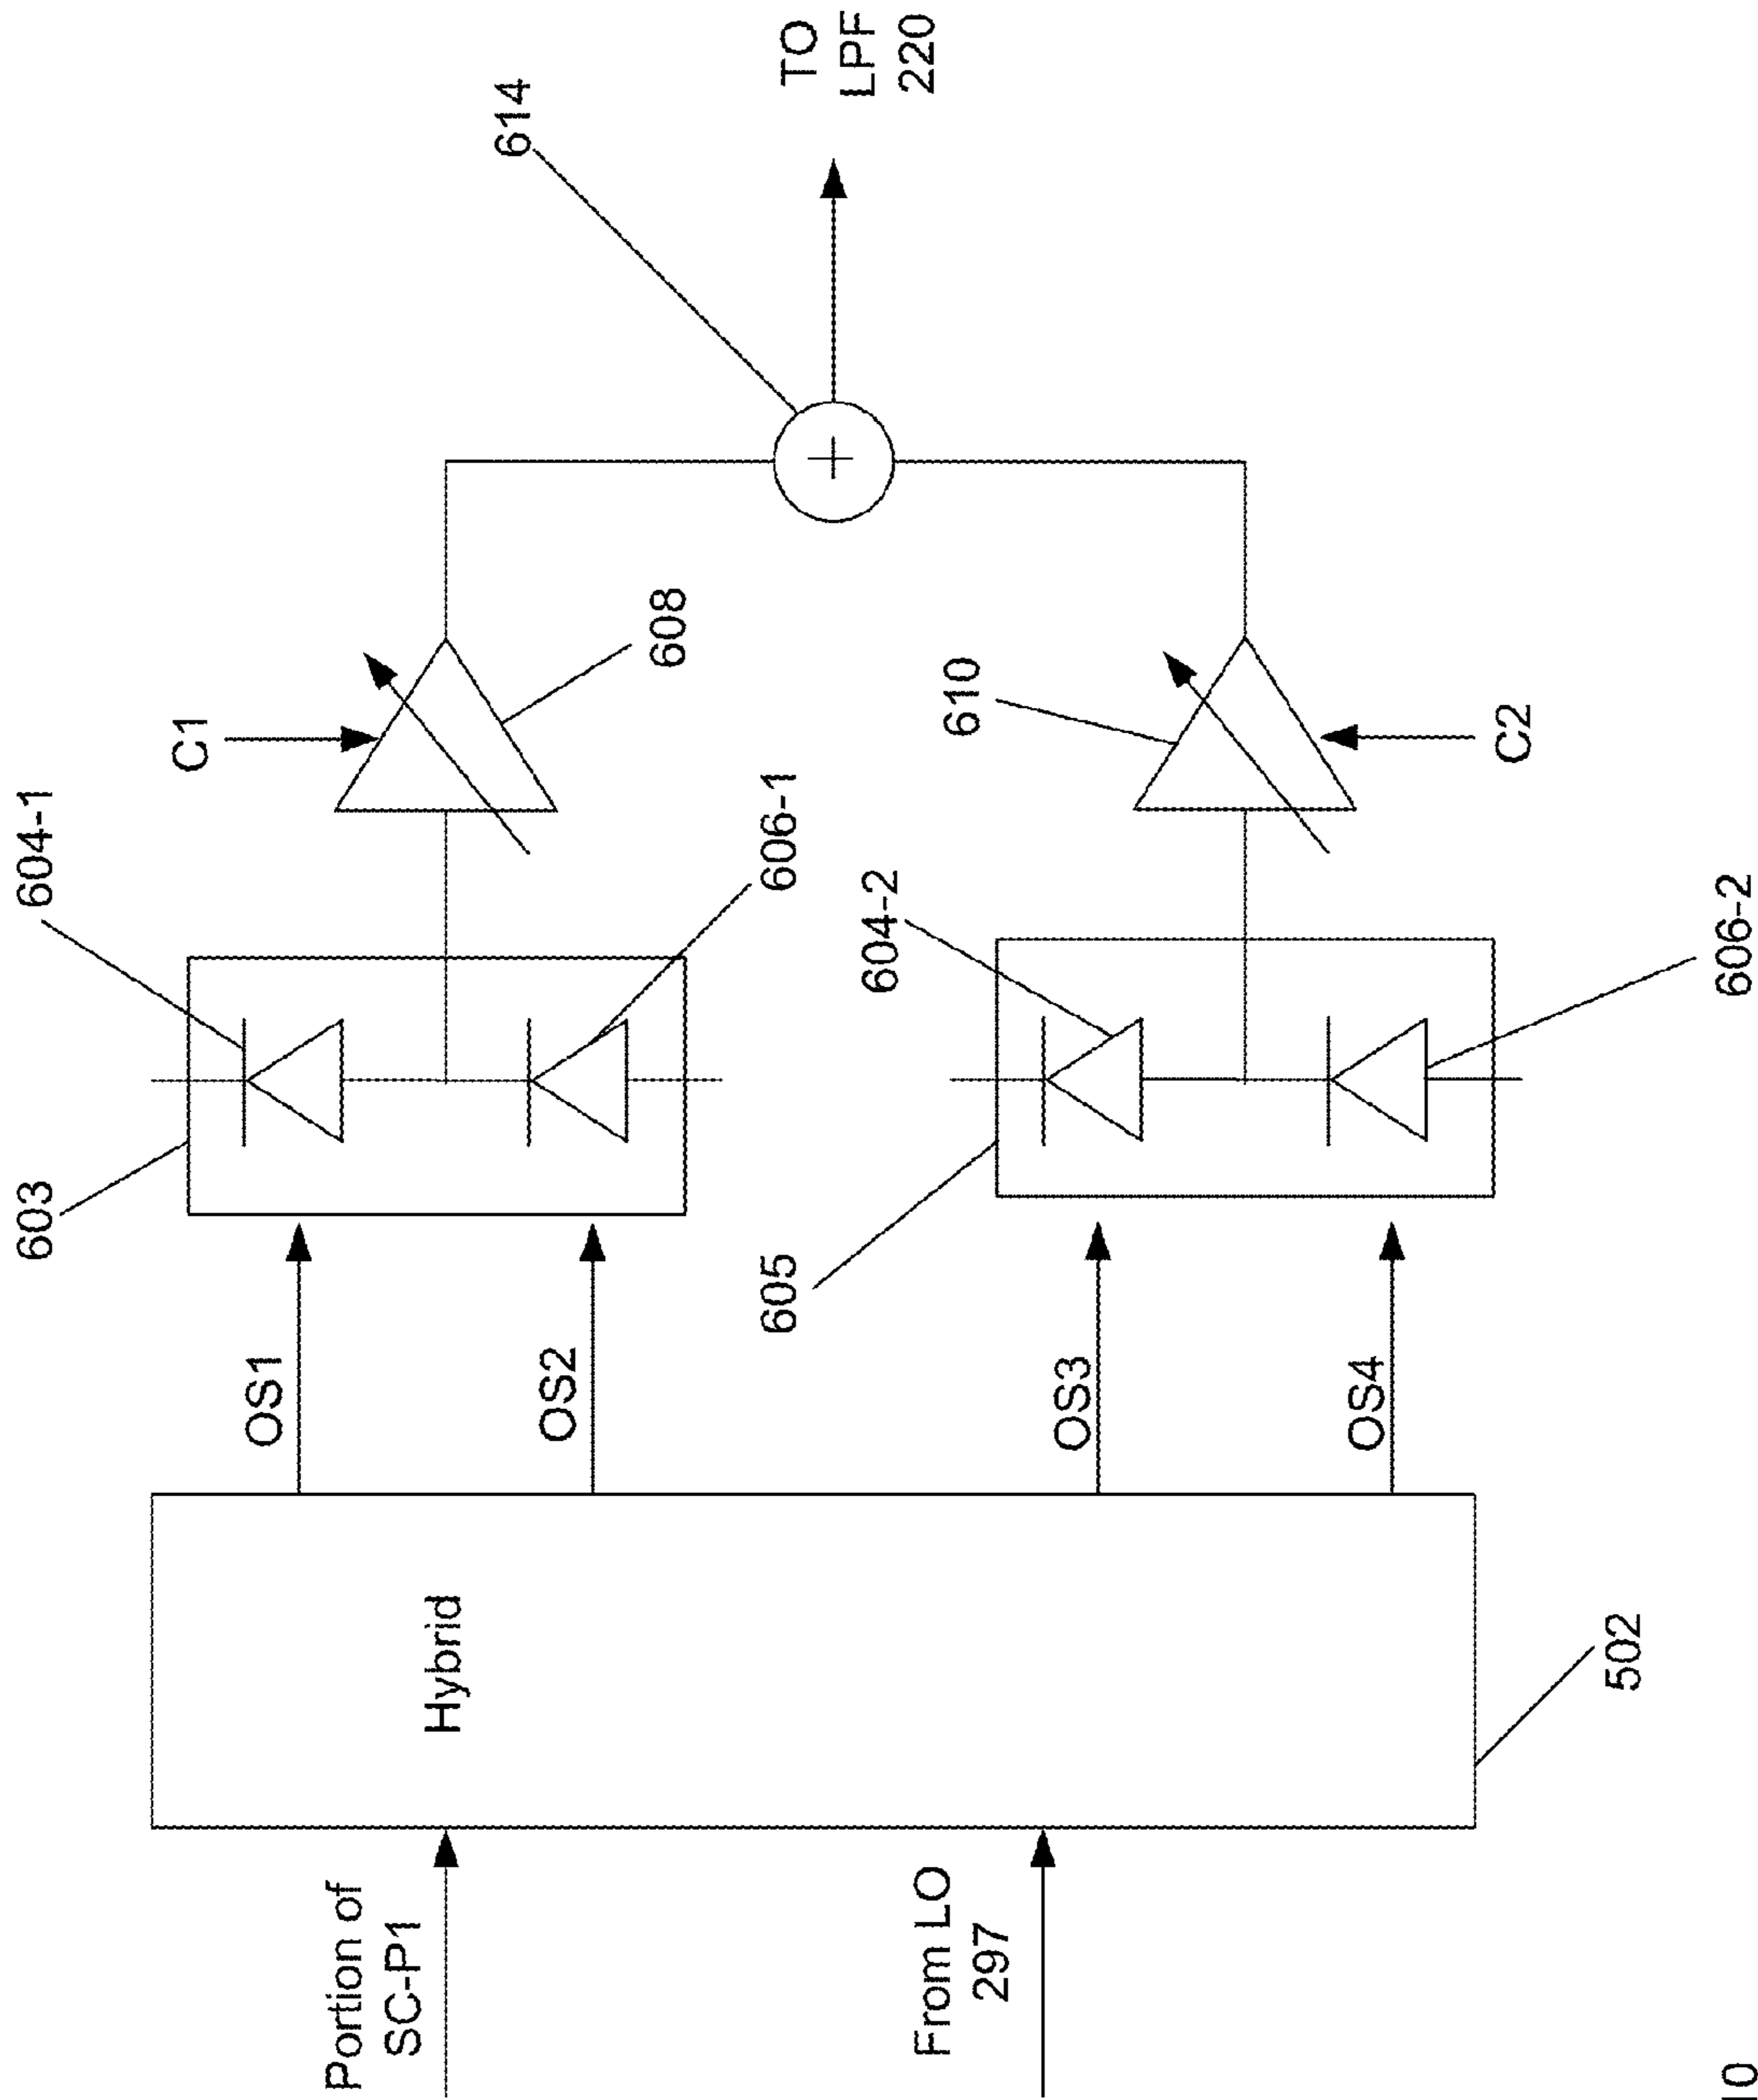 Portion of
SC-P1
From LO
297
Hybrid
502
OS1
OS2
OS3
OS4
603
604-1
606-1
605
604-2
606-2
C1
608
610
C2
614
TO
LPF
220